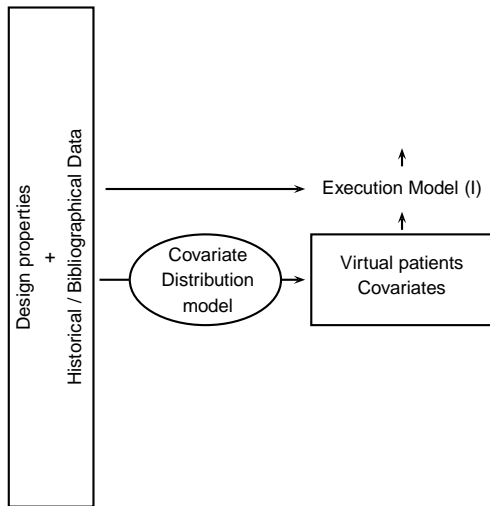 Design properties
+
Historical / Bibliographical Data
Execution Model (I)
Covariate
Distribution
model
Virtual patients
Covariates